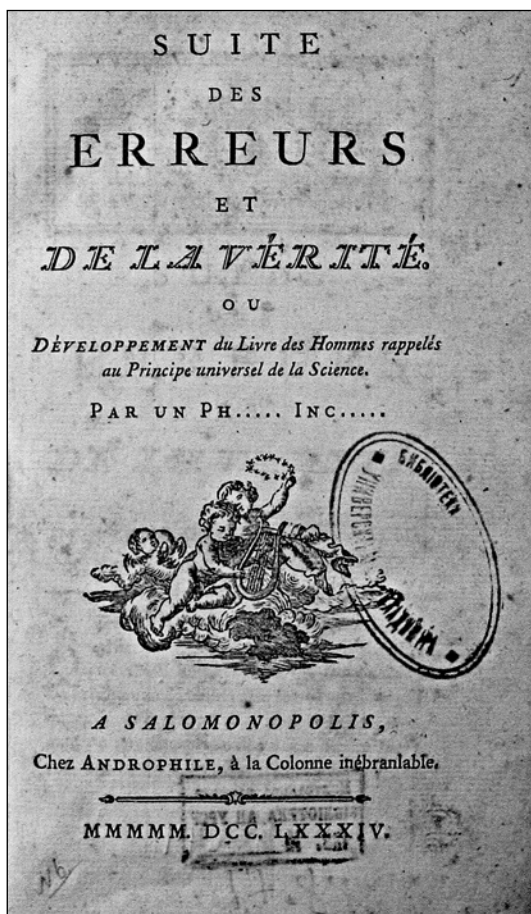 SUITE
DES
ERREURS
ET
DE LA VÉRITÉ.
OU
DÉVELOPPEMENT du Livre des Hommes rappelés
au Principe universel de la Science.
PAR UN PH..... INC.....
БИБЛІОТЕКИ
A SALOMONOPOLIS,
Chez ANDROPHILE, à la Colonne inébranlable.
MMMMM. DCC. LXXXIV.